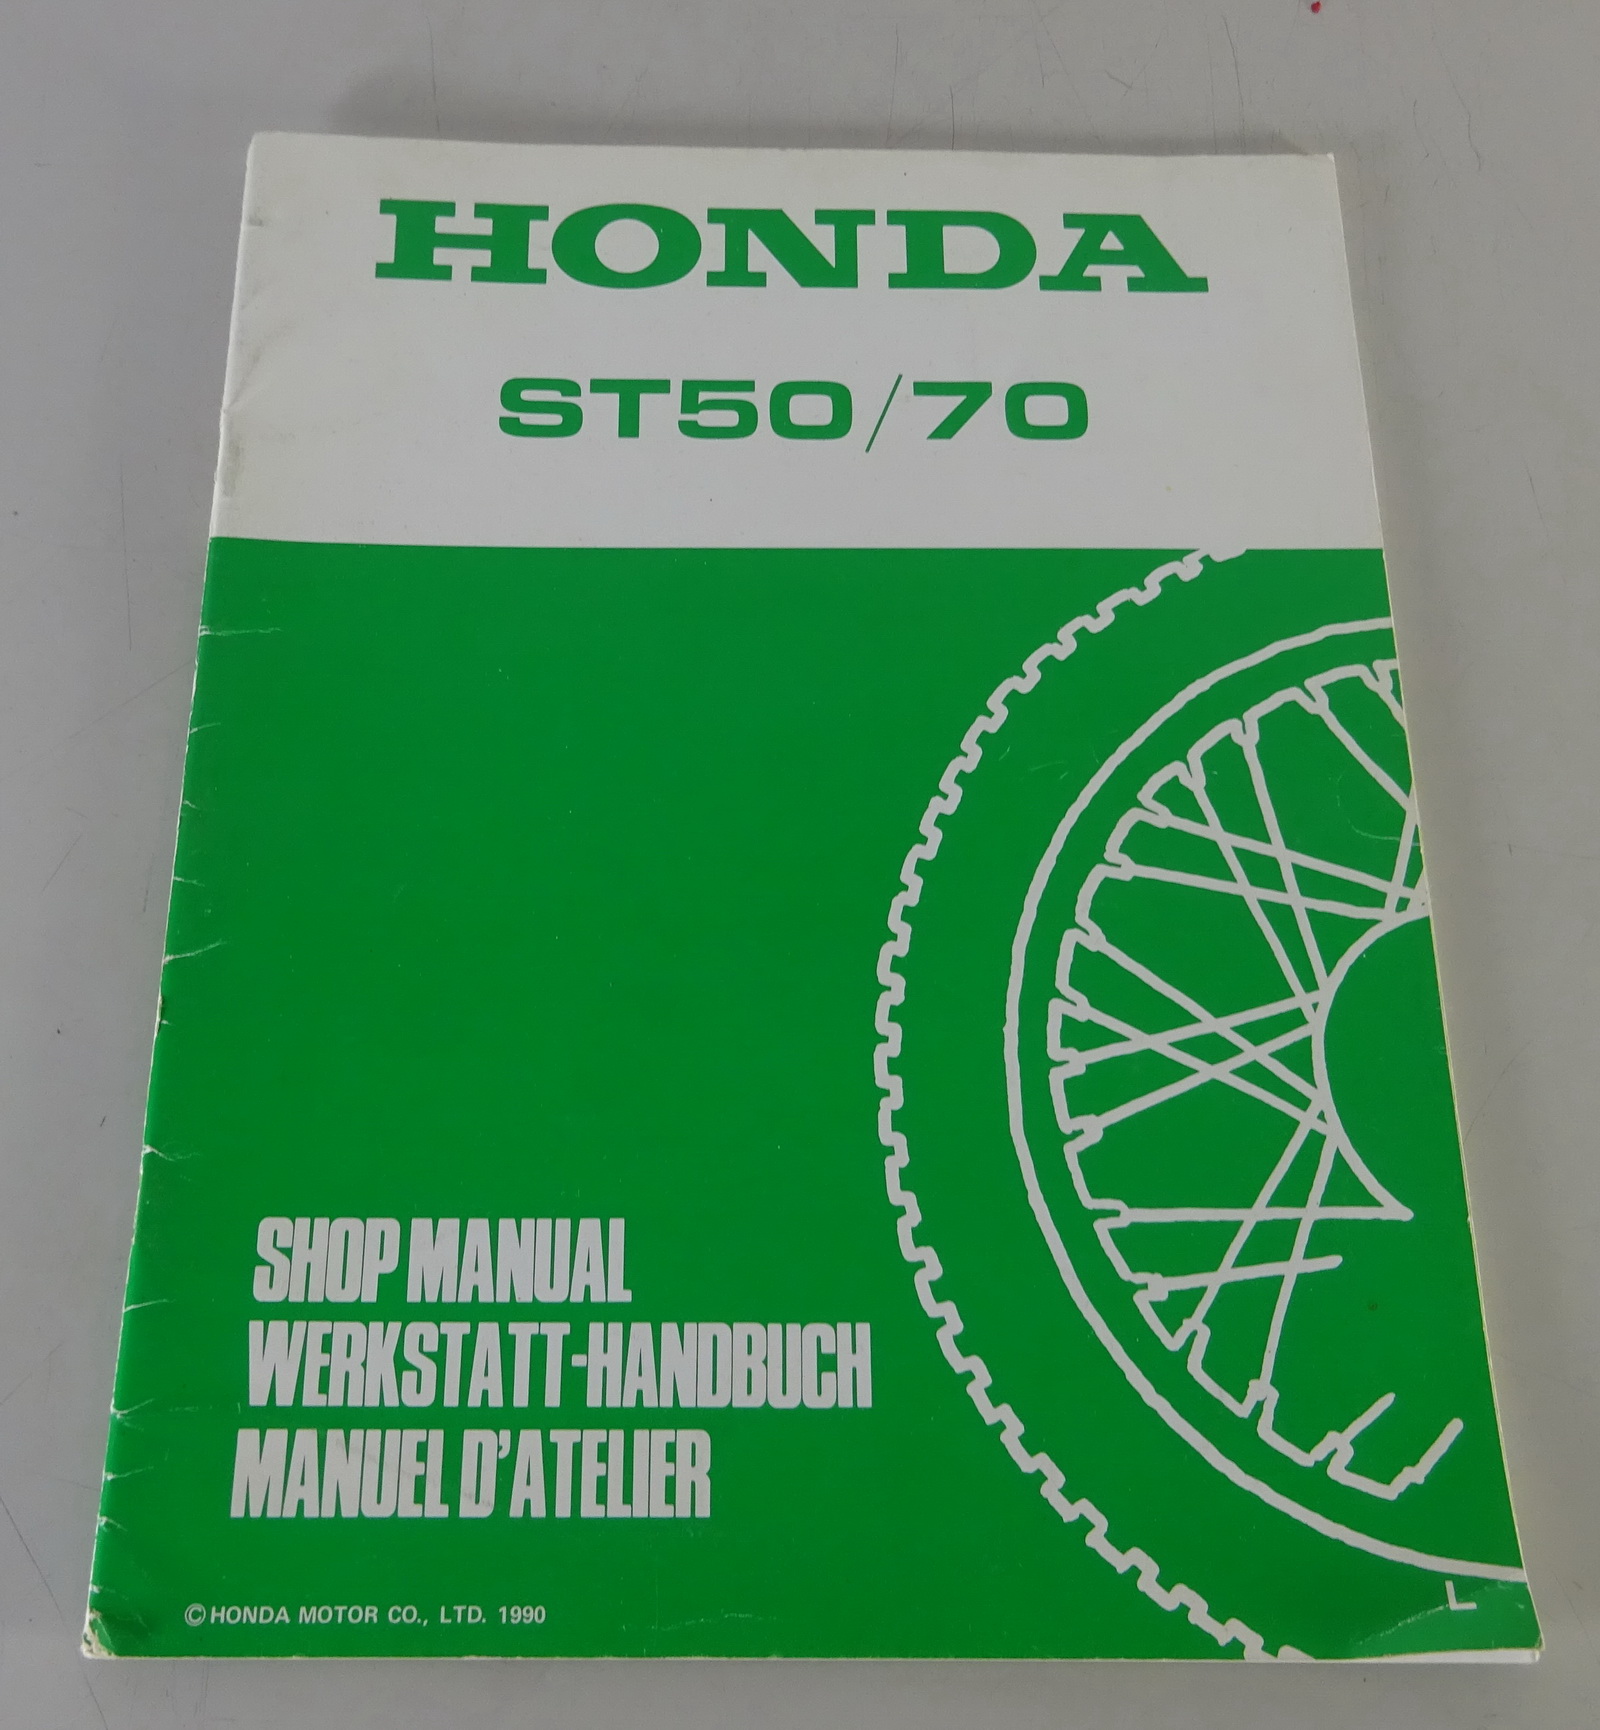 HONDA
ST50/70
SHOP MANUAL
WERKSTATT-HANDBUCH
MANUEL D'ATELIER
© HONDA MOTOR CO., LTD. 1990
L